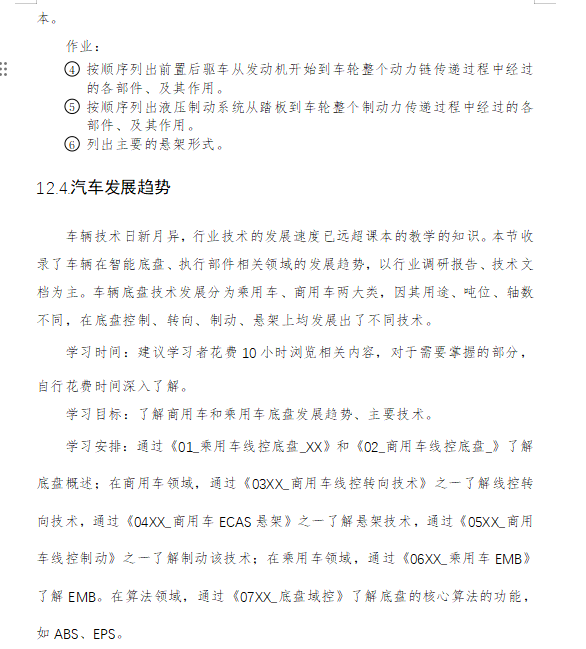 本。
作业：
④ 按顺序列出前置后驱车从发动机开始到车轮整个动力链传递过程中经过
的各部件、及其作用。
⑤ 按顺序列出液压制动系统从踏板到车轮整个制动力传递过程中经过的各
部件、及其作用。
⑥ 列出主要的悬架形式。
12.4.汽车发展趋势
车辆技术日新月异，行业技术的发展速度已远超课本的教学的知识。本节收
录了车辆在智能底盘、执行部件相关领域的发展趋势，以行业调研报告、技术文
档为主。车辆底盘技术发展分为乘用车、商用车两大类，因其用途、吨位、轴数
不同，在底盘控制、转向、制动、悬架上均发展出了不同技术。
学习时间：建议学习者花费 10 小时浏览相关内容，对于需要掌握的部分，
自行花费时间深入了解。
学习目标：了解商用车和乘用车底盘发展趋势、主要技术。
学习安排：通过《01_乘用车线控底盘_XX》和《02_商用车线控底盘_》了解
底盘概述；在商用车领域，通过《03XX_商用车线控转向技术》之一了解线控转
向技术，通过《04XX_商用车 ECAS 悬架》之一了解悬架技术，通过《05XX_商用
车线控制动》之一了解制动该技术；在乘用车领域，通过《06XX_乘用车 EMB》
了解 EMB。在算法领域，通过《07XX_底盘域控》了解底盘的核心算法的功能，
如 ABS、EPS。